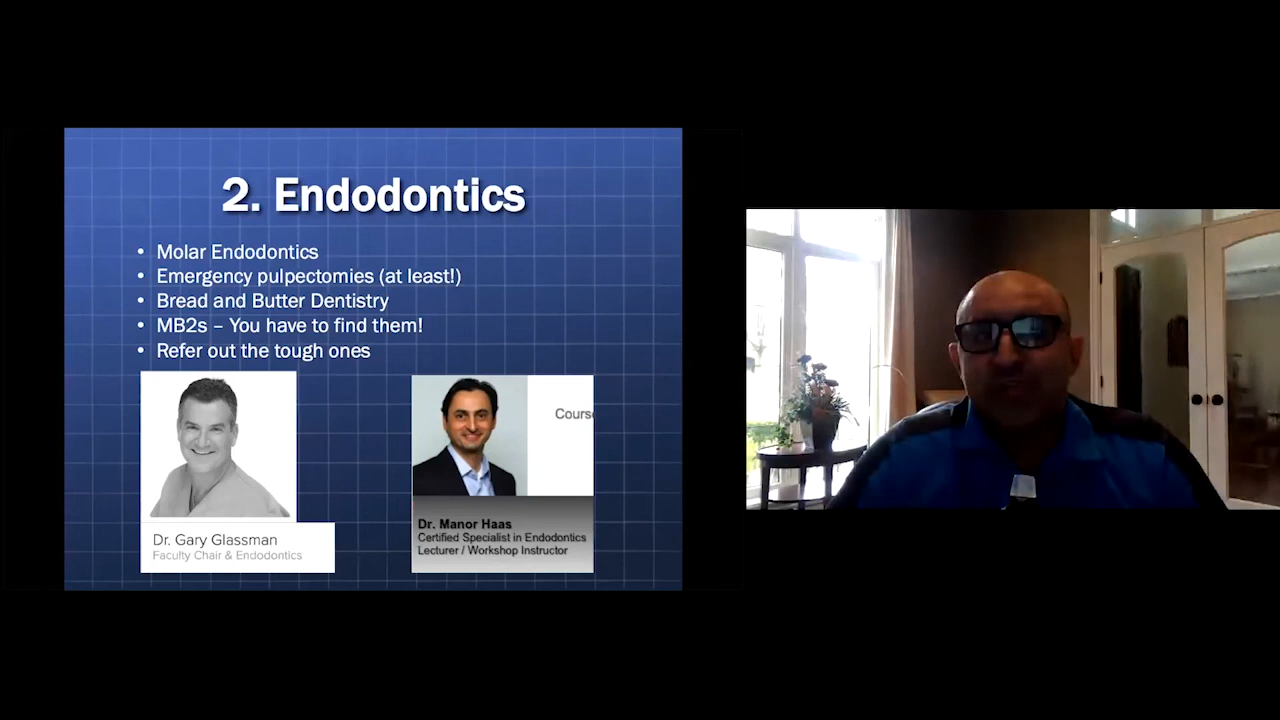 2. Endodontics
• Molar Endodontics
• Emergency pulpectomies (at least!)
• Bread and Butter Dentistry
• MB2s – You have to find them!
• Refer out the tough ones
Dr. Gary Glassman
Faculty Chair & Endodontics
Cours
Dr. Manor Haas
Certified Specialist in Endodontics
Lecturer / Workshop Instructor